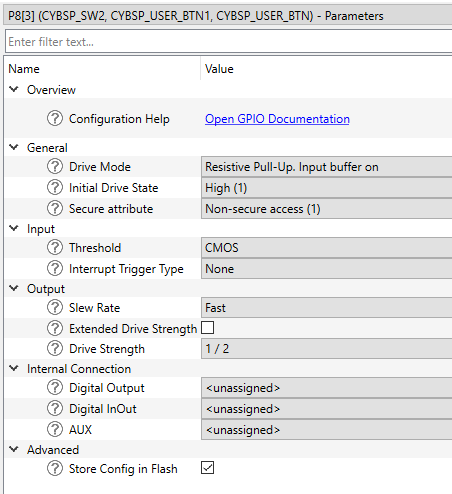 P8[3] (CYBSP_SW2, CYBSP_USER_BTN1, CYBSP_USER_BTN) - Parameters
Enter filter text...
Name Value
Overview
? Configuration Help Open GPIO Documentation
General
? Drive Mode Resistive Pull-Up. Input buffer on
? Initial Drive State High (1)
? Secure attribute Non-secure access (1)
Input
? Threshold CMOS
? Interrupt Trigger Type None
Output
? Slew Rate Fast
? Extended Drive Strength
? Drive Strength 1 / 2
Internal Connection
? Digital Output <unassigned>
? Digital InOut <unassigned>
? AUX <unassigned>
Advanced
? Store Config in Flash